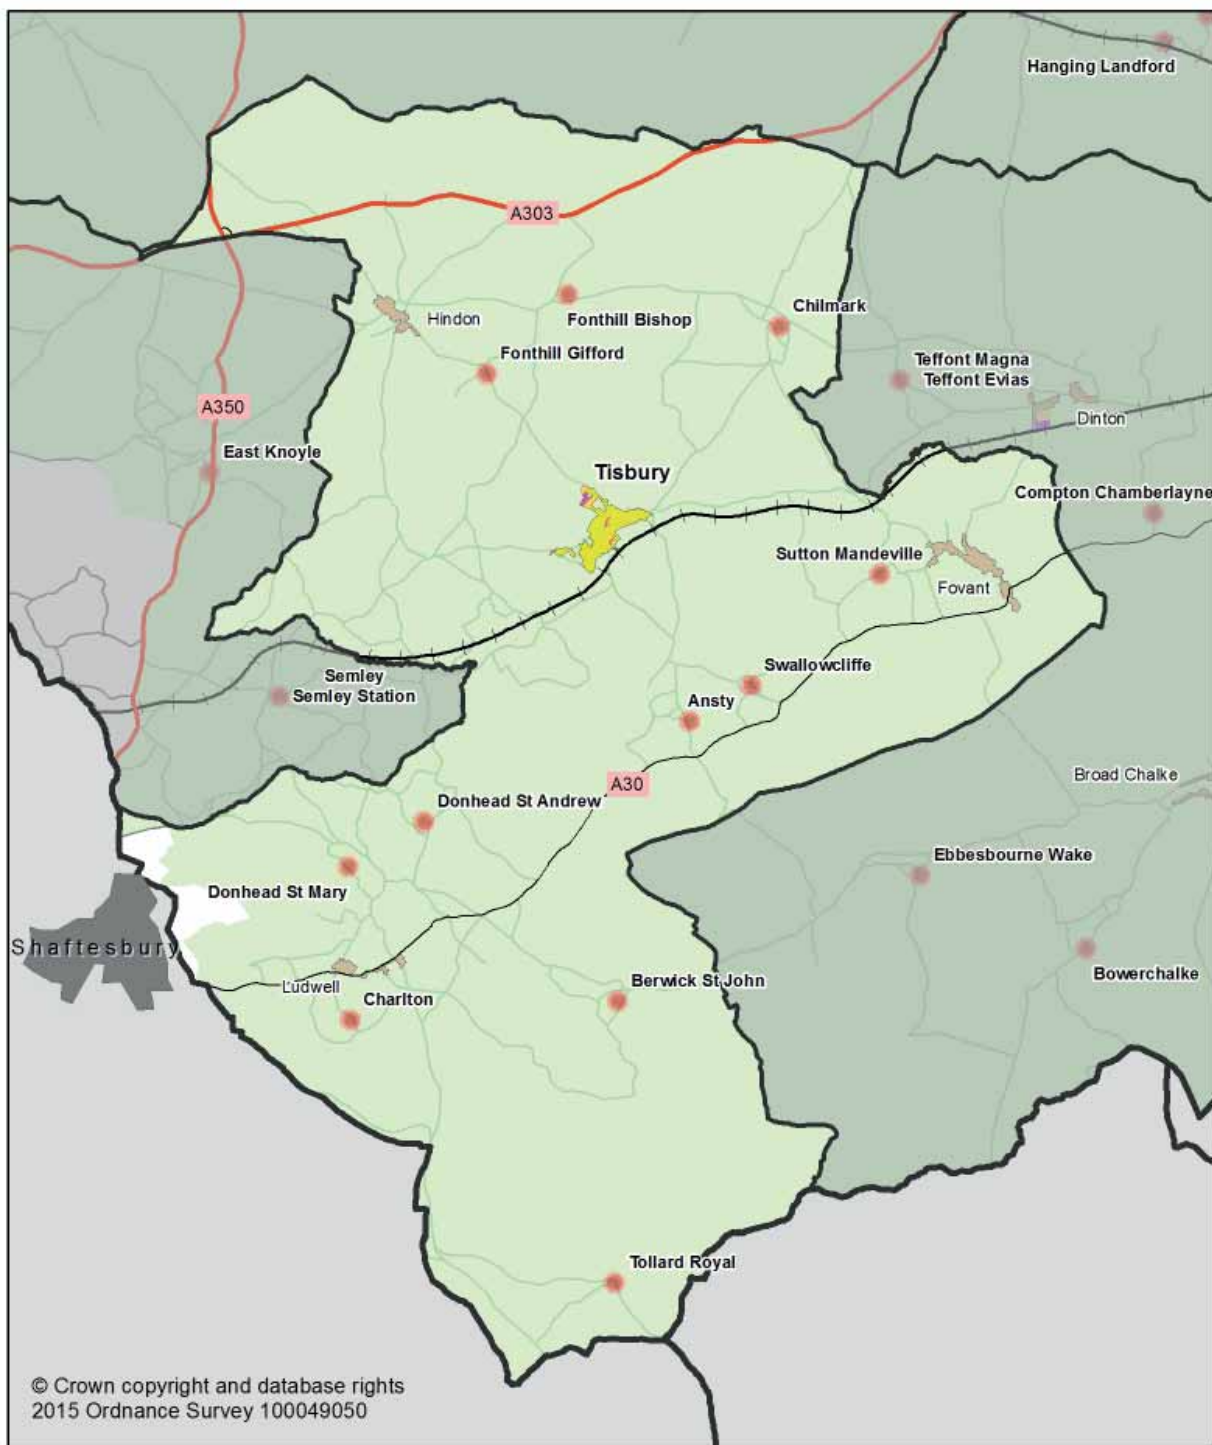 Hanging Landford
A303
Hindon
Fonthill Bishop
Chilmark
Fonthill Gifford
Teffont Magna
Teffont Evias
A350
Dinton
East Knoyle
Tisbury
Compton Chamberlayne
Sutton Mandeville
Fovant
Semley
Semley Station
Swallowcliffe
Ansty
Broad Chalke
A30
Donhead St Andrew
Ebbesbourne Wake
Donhead St Mary
Shaftesbury
Bowerchalke
Ludwell
Charlton
Berwick St John
Tollard Royal
© Crown copyright and database rights
2015 Ordnance Survey 100049050